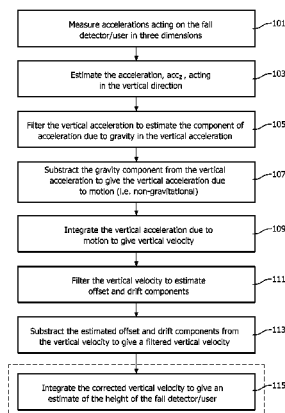 Measure accelerations acting on the fall
detector/user in three dimensions
101
Estimate the acceleration, accz, acting
in the vertical direction
103
Filter the vertical acceleration to estimate the component of
acceleration due to gravity in the vertical acceleration
105
Substract the gravity component from the vertical
acceleration to give the vertical acceleration due
to motion (i.e. non-gravitational)
107
Integrate the vertical acceleration due to
motion to give vertical velocity
109
Filter the vertical velocity to estimate
offset and drift components
111
Substract the estimated offset and drift components from
the vertical velocity to give a filtered vertical velocity
113
Integrate the corrected vertical velocity to give an
estimate of the height of the fall detector/user
115